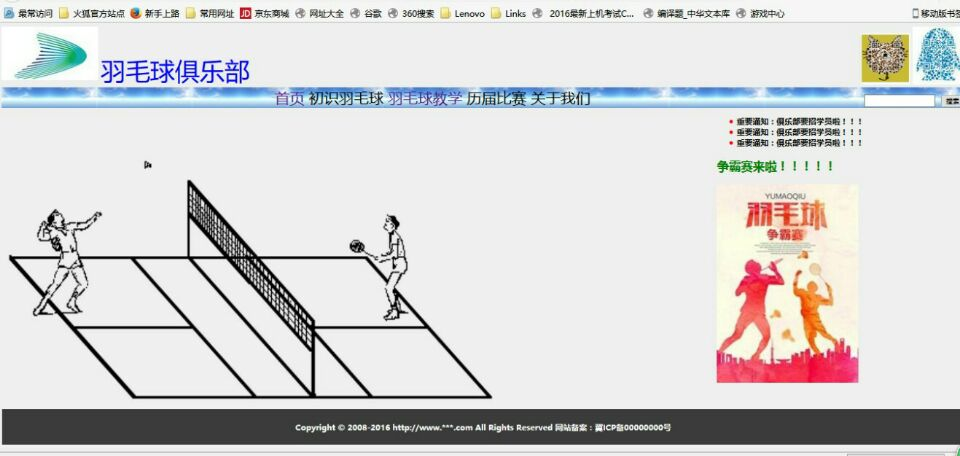 最常访问 火狐官方站点 新手上路 常用网址 JD 京东商城 网址大全 谷歌 360搜索 Lenovo Links 2016最新上机考试C... 编译题_中华文本库 游戏中心 移动版书签
羽毛球俱乐部
首页 初识羽毛球 羽毛球教学 历届比赛 关于我们 搜索
重要通知：俱乐部要招学员啦！！！
重要通知：俱乐部要招学员啦！！！
重要通知：俱乐部要招学员啦！！！
争霸赛来啦！！！！！
YUMAOQIU
羽毛球
争霸赛
Copyright © 2008-2016 http://www.***.com All Rights Reserved 网站备案：冀ICP备00000000号